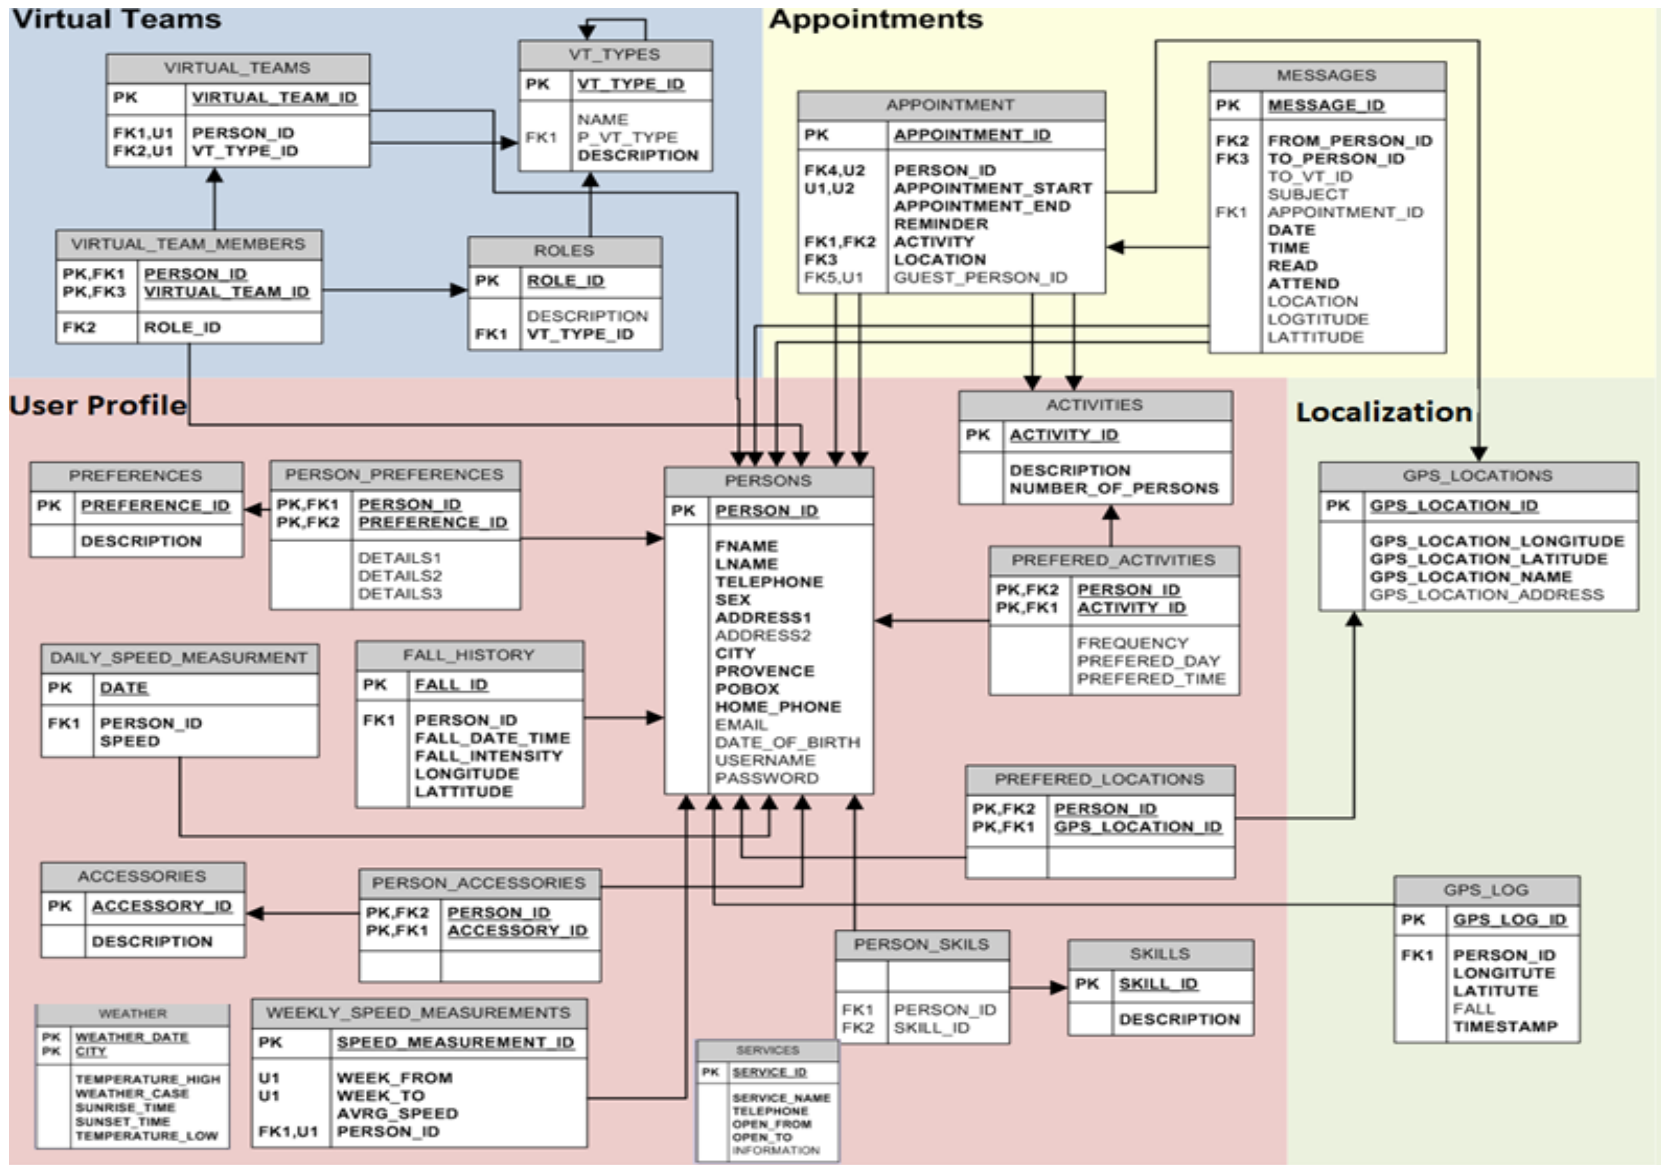 Virtual Teams
VIRTUAL_TEAMS
PK VIRTUAL_TEAM_ID
FK1,U1 PERSON_ID
FK2,U1 VT_TYPE_ID
VT_TYPES
PK VT_TYPE_ID
NAME
FK1 P_VT_TYPE
DESCRIPTION
VIRTUAL_TEAM_MEMBERS
PK,FK1 PERSON_ID
PK,FK3 VIRTUAL_TEAM_ID
FK2 ROLE_ID
ROLES
PK ROLE_ID
DESCRIPTION
FK1 VT_TYPE_ID
Appointments
APPOINTMENT
PK APPOINTMENT_ID
FK4,U2 PERSON_ID
U1,U2 APPOINTMENT_START
APPOINTMENT_END
REMINDER
FK1,FK2 ACTIVITY
FK3 LOCATION
FK5,U1 GUEST_PERSON_ID
MESSAGES
PK MESSAGE_ID
FK2 FROM_PERSON_ID
FK3 TO_PERSON_ID
TO_VT_ID
SUBJECT
FK1 APPOINTMENT_ID
DATE
TIME
READ
ATTEND
LOCATION
LOGTITUDE
LATTITUDE
User Profile
ACTIVITIES
PK ACTIVITY_ID
DESCRIPTION
NUMBER_OF_PERSONS
PREFERENCES
PK PREFERENCE_ID
DESCRIPTION
PERSON_PREFERENCES
PK,FK1 PERSON_ID
PK,FK2 PREFERENCE_ID
DETAILS1
DETAILS2
DETAILS3
PERSONS
PK PERSON_ID
FNAME
LNAME
TELEPHONE
SEX
ADDRESS1
ADDRESS2
CITY
PROVENCE
POBOX
HOME_PHONE
EMAIL
DATE_OF_BIRTH
USERNAME
PASSWORD
PREFERED_ACTIVITIES
PK,FK2 PERSON_ID
PK,FK1 ACTIVITY_ID
FREQUENCY
PREFERED_DAY
PREFERED_TIME
DAILY_SPEED_MEASURMENT
PK DATE
FK1 PERSON_ID
SPEED
FALL_HISTORY
PK FALL_ID
FK1 PERSON_ID
FALL_DATE_TIME
FALL_INTENSITY
LONGITUDE
LATTITUDE
PREFERED_LOCATIONS
PK,FK2 PERSON_ID
PK,FK1 GPS_LOCATION_ID
ACCESSORIES
PK ACCESSORY_ID
DESCRIPTION
PERSON_ACCESSORIES
PK,FK2 PERSON_ID
PK,FK1 ACCESSORY_ID
PERSON_SKILS
FK1 PERSON_ID
FK2 SKILL_ID
SKILLS
PK SKILL_ID
DESCRIPTION
WEATHER
PK WEATHER_DATE
PK CITY
TEMPERATURE_HIGH
WEATHER_CASE
SUNRISE_TIME
SUNSET_TIME
TEMPERATURE_LOW
WEEKLY_SPEED_MEASUREMENTS
PK SPEED_MEASUREMENT_ID
U1 WEEK_FROM
U1 WEEK_TO
AVRG_SPEED
FK1,U1 PERSON_ID
SERVICES
PK SERVICE_ID
SERVICE_NAME
TELEPHONE
OPEN_FROM
OPEN_TO
INFORMATION
Localization
GPS_LOCATIONS
PK GPS_LOCATION_ID
GPS_LOCATION_LONGITUDE
GPS_LOCATION_LATITUDE
GPS_LOCATION_NAME
GPS_LOCATION_ADDRESS
GPS_LOG
PK GPS_LOG_ID
FK1 PERSON_ID
LONGITUTE
LATITUTE
FALL
TIMESTAMP